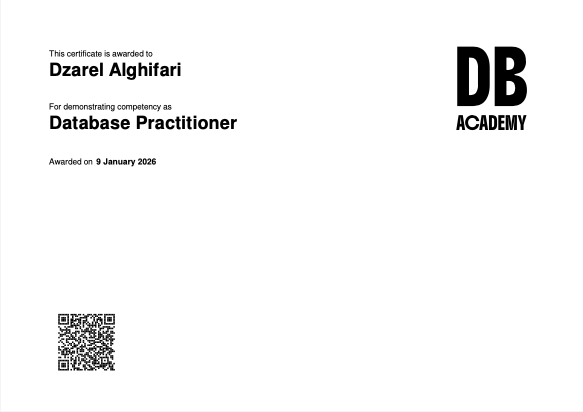 This certificate is awarded to
Dzarel Alghifari
For demonstrating competency as
Database Practitioner
Awarded on 9 January 2026
DB
ACADEMY